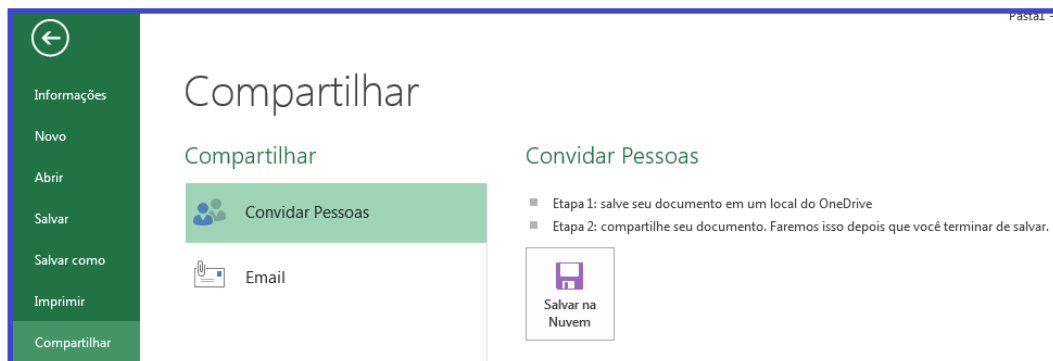 Pasta1 -
Informações
Novo
Abrir
Salvar
Salvar como
Imprimir
Compartilhar
Compartilhar
Compartilhar
Convidar Pessoas
Email
Convidar Pessoas
Etapa 1: salve seu documento em um local do OneDrive
Etapa 2: compartilhe seu documento. Faremos isso depois que você terminar de salvar.
Salvar na
Nuvem